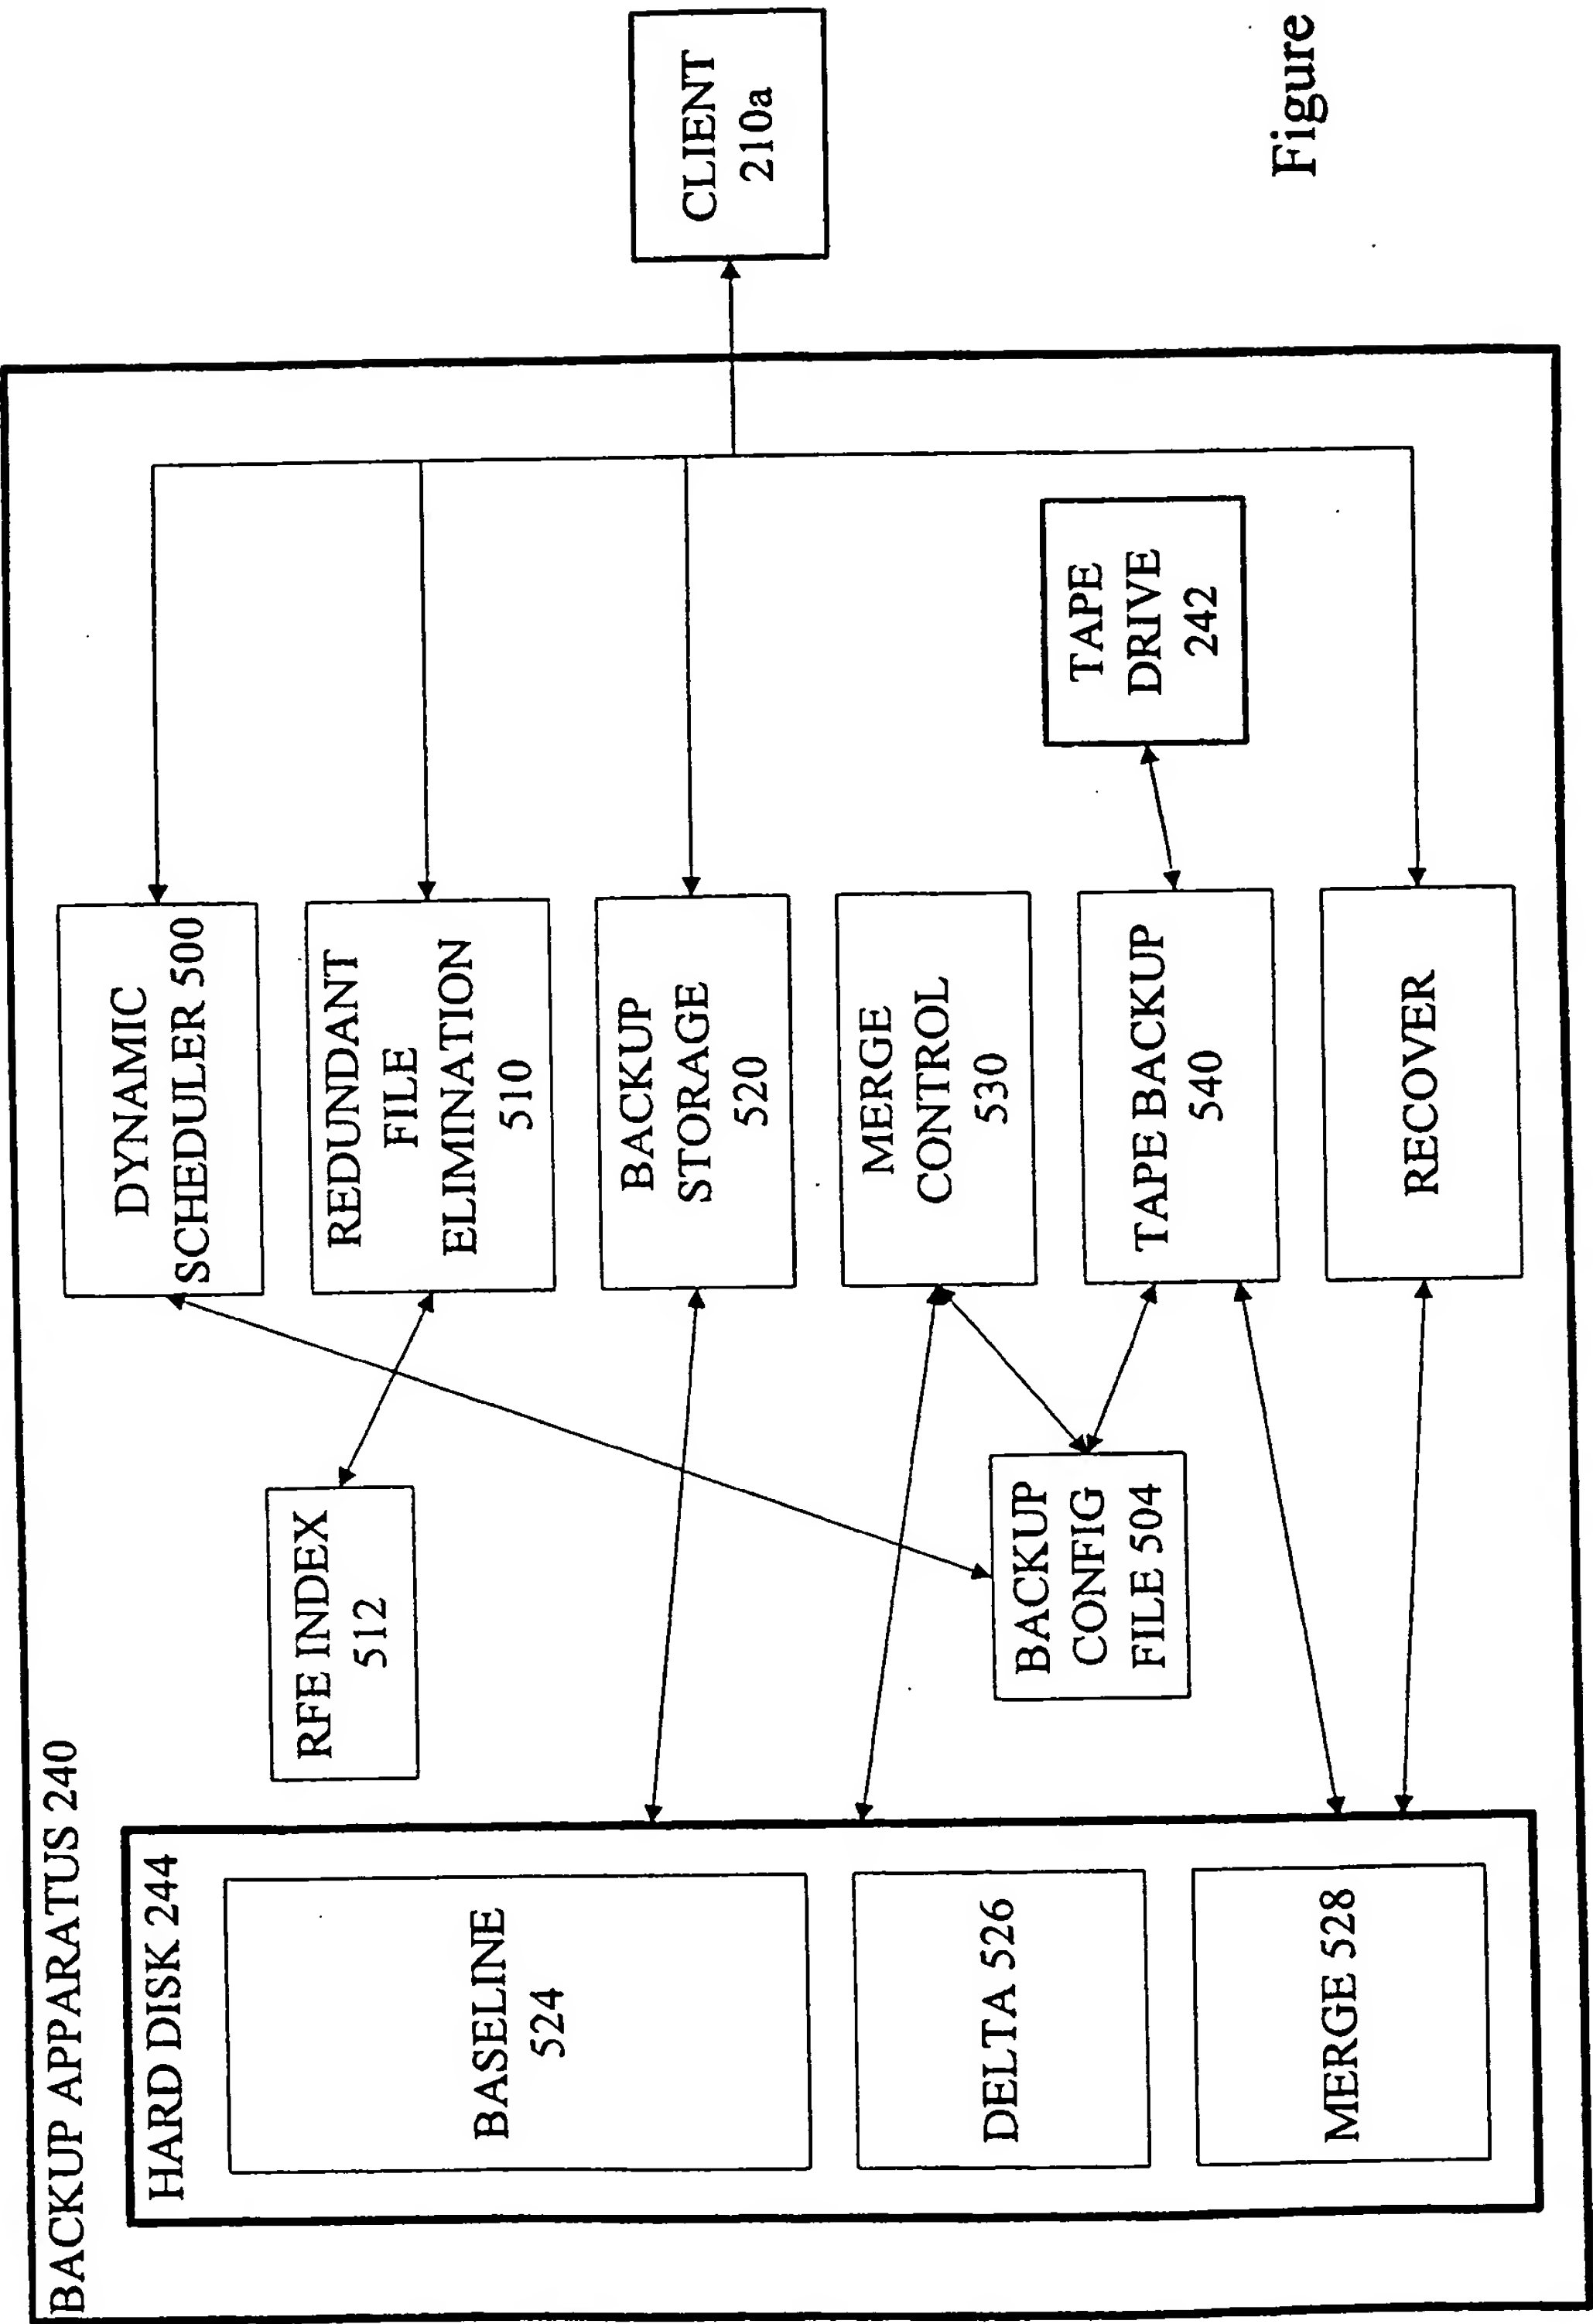 BACKUP APPARATUS 240
HARD DISK 244
BASELINE
524
DELTA 526
MERGE 528
RFE INDEX
512
BACKUP
CONFIG
FILE 504
DYNAMIC
SCHEDULER 500
REDUNDANT
FILE
ELIMINATION
510
BACKUP
STORAGE
520
MERGE
CONTROL
530
TAPE BACKUP
540
RECOVER
TAPE
DRIVE
242
CLIENT
210a
Figure